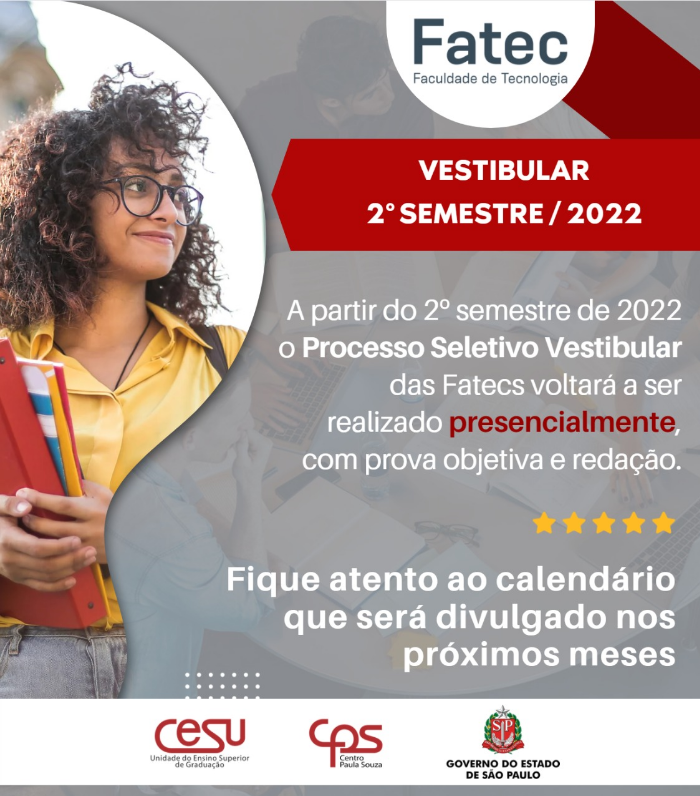 Fatec
Faculdade de Tecnologia
VESTIBULAR
2º SEMESTRE / 2022
A partir do 2º semestre de 2022
o Processo Seletivo Vestibular
das Fatecs voltará a ser
realizado presencialmente,
com prova objetiva e redação.
Fique atento ao calendário
que será divulgado nos
próximos meses
cesu
Unidade do Ensino Superior
de Graduação
cps
Centro
Paula Souza
SP
GOVERNO DO ESTADO
DE SÃO PAULO